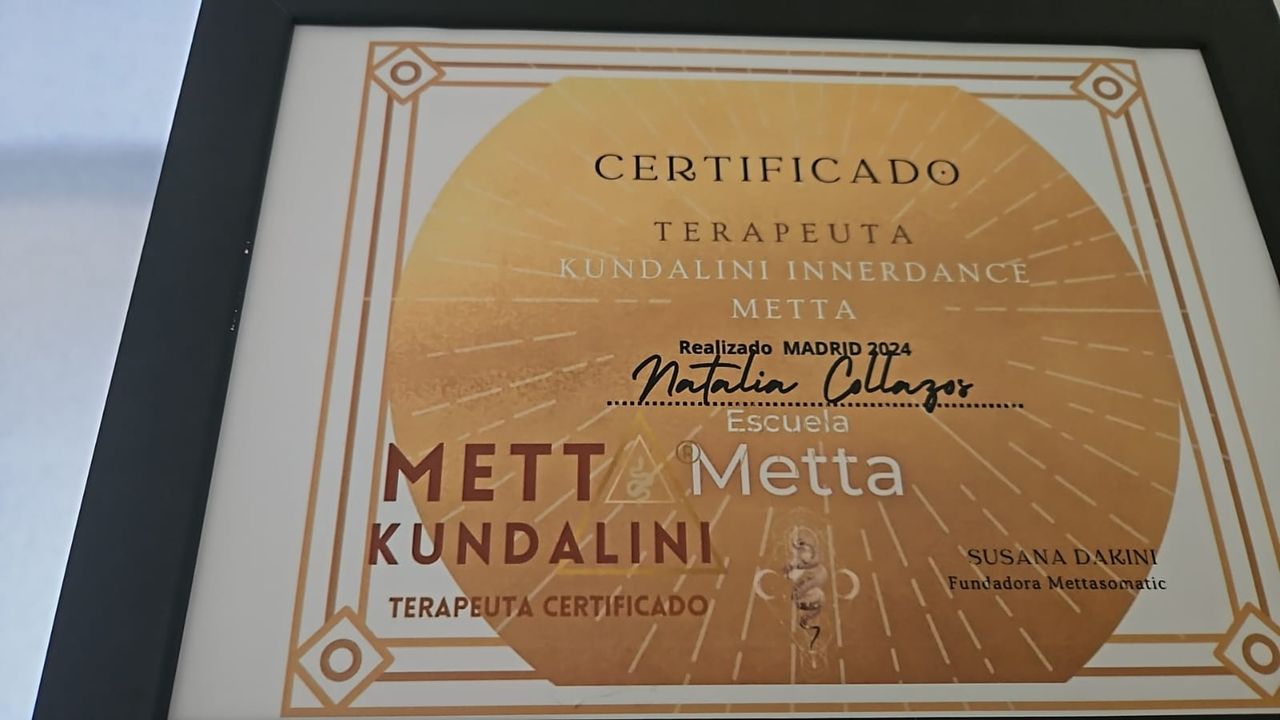 CERTIFICADO
TERAPEUTA
KUNDALINI INNERDANCE
METTA
Realizado MADRID 2024
Natalia Collazos
Escuela
Metta
®
METT
KUNDALINI
TERAPEUTA CERTIFICADO
SUSANA DAKINI
Fundadora Mettasomatic